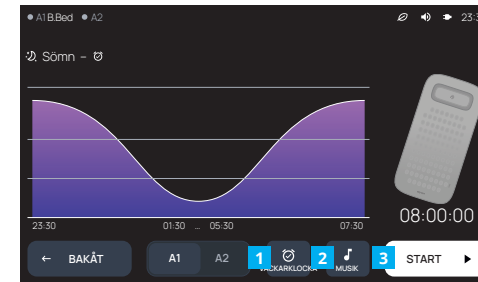 A1 B.Bed A2 23:3
Sömn –
08:00:00
23:30 01:30 ... 05:30 07:30
← BAKÅT A1 A2 1 2 3 START
MUSIK